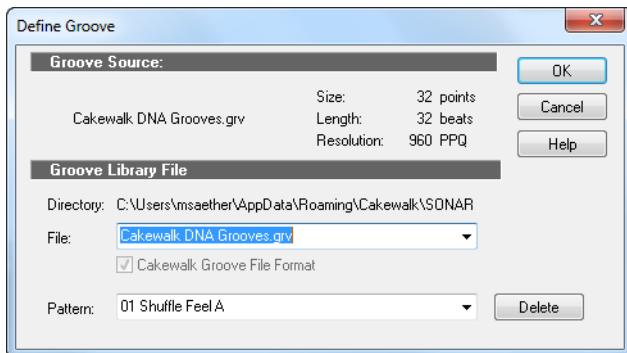 Define Groove
Groove Source:
OK
Size: 32 points
Cakewalk DNA Grooves.grv
Length: 32 beats
Cancel
Resolution: 960 PPQ
Help
Groove Library File
Directory: C:\Users\msaether\AppData\Roaming\Cakewalk\SONAR
File: Cakewalk DNA Grooves.grv
Cakewalk Groove File Format
Pattern: 01 Shuffle Feel A
Delete